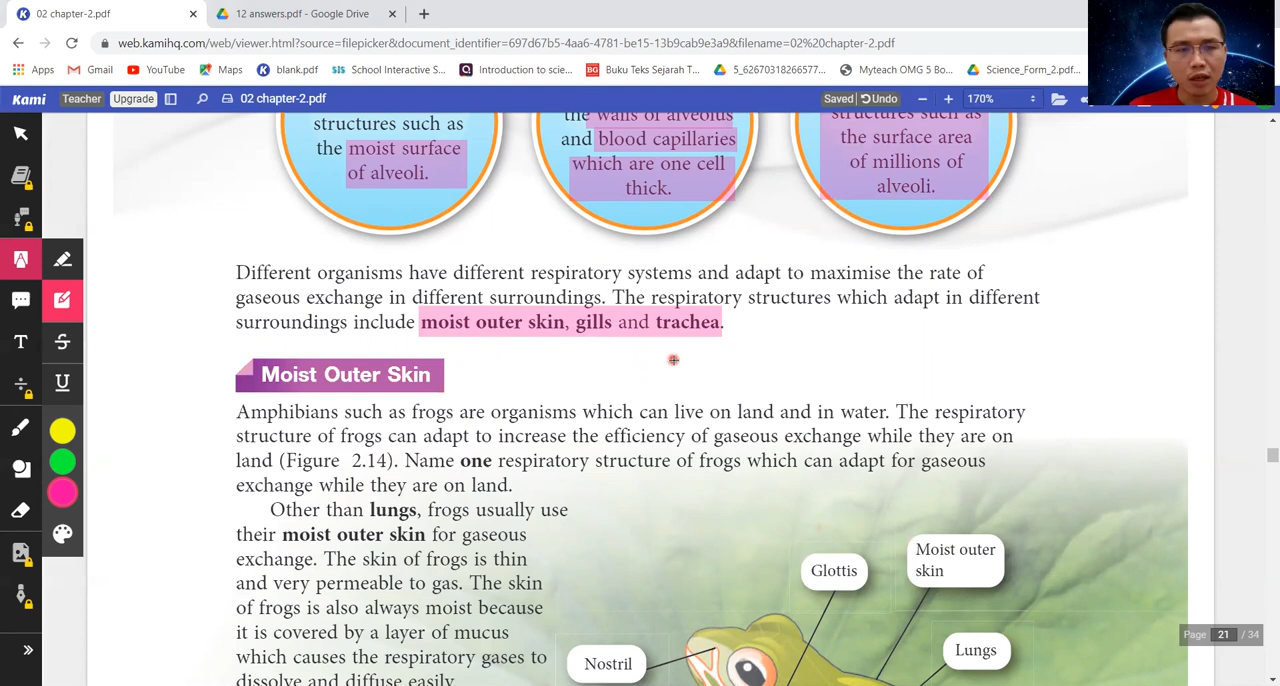 02 chapter-2.pdf
12 answers.pdf - Google Drive
web.kamihq.com/web/viewer.html?source=filepicker&document_identifier=697d67b5-4aa6-4781-be15-13b9cab9e3a9&filename=02%20chapter-2.pdf
Apps
Gmail
YouTube
Maps
blank.pdf
SIS School Interactive S...
Introduction to scie...
BG Buku Teks Sejarah T...
5_62670318266577...
Myteach OMG 5 Bo...
Science_Form_2.pdf...
Kami Teacher Upgrade 02 chapter-2.pdf Saved Undo 170%
structures such as
the moist surface
of alveoli.
the walls of alveolus
and blood capillaries
which are one cell
thick.
structures such as
the surface area
of millions of
alveoli.
Different organisms have different respiratory systems and adapt to maximise the rate of
gaseous exchange in different surroundings. The respiratory structures which adapt in different
surroundings include moist outer skin, gills and trachea.
Moist Outer Skin
Amphibians such as frogs are organisms which can live on land and in water. The respiratory
structure of frogs can adapt to increase the efficiency of gaseous exchange while they are on
land (Figure 2.14). Name one respiratory structure of frogs which can adapt for gaseous
exchange while they are on land.
Other than lungs, frogs usually use
their moist outer skin for gaseous
exchange. The skin of frogs is thin
and very permeable to gas. The skin
of frogs is also always moist because
it is covered by a layer of mucus
which causes the respiratory gases to
dissolve and diffuse easily.
Glottis
Moist outer
skin
Nostril
Lungs
Page 21 / 34